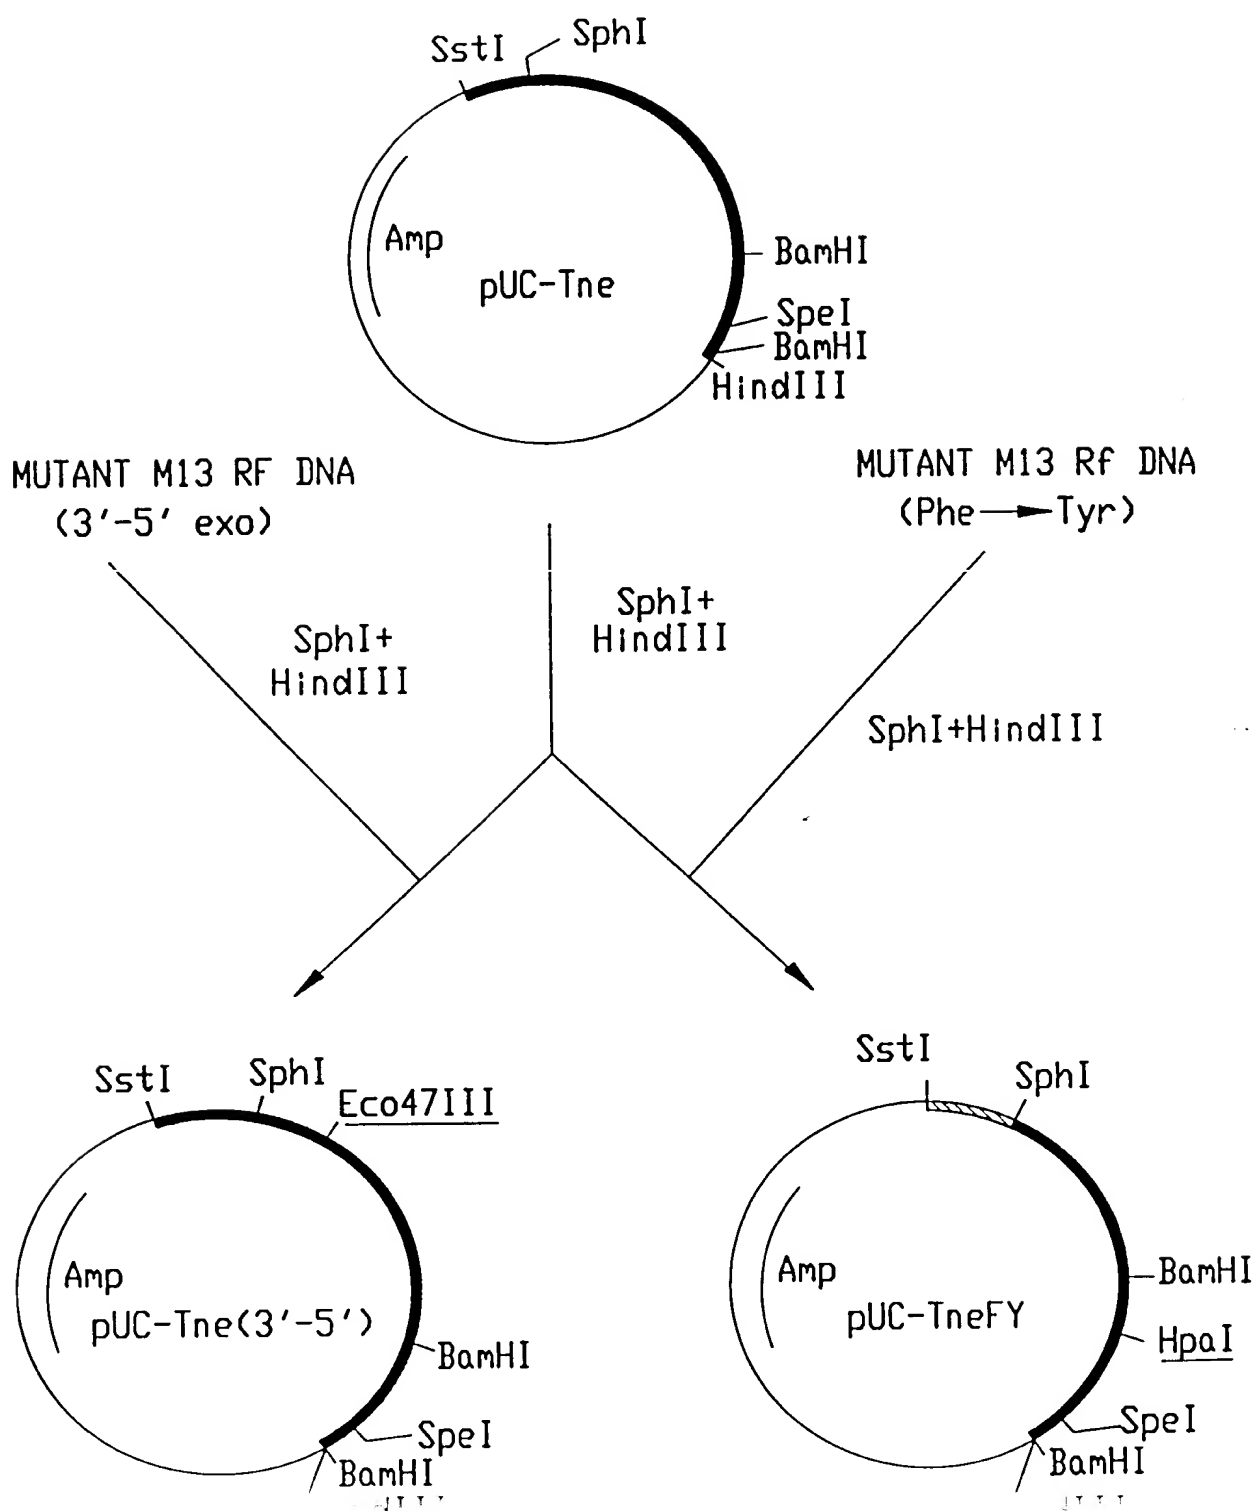 SstI
SphI
Amp
pUC-Tne
BamHI
SpeI
BamHI
HindIII
MUTANT M13 RF DNA
(3'-5' exo)
MUTANT M13 Rf DNA
(Phe→Tyr)
SphI+
HindIII
SphI+
HindIII
SphI+HindIII
SstI
SphI
Eco47III
Amp
pUC-Tne(3'-5')
BamHI
SpeI
BamHI
SstI
SphI
Amp
pUC-TneFY
BamHI
HpaI
SpeI
BamHI